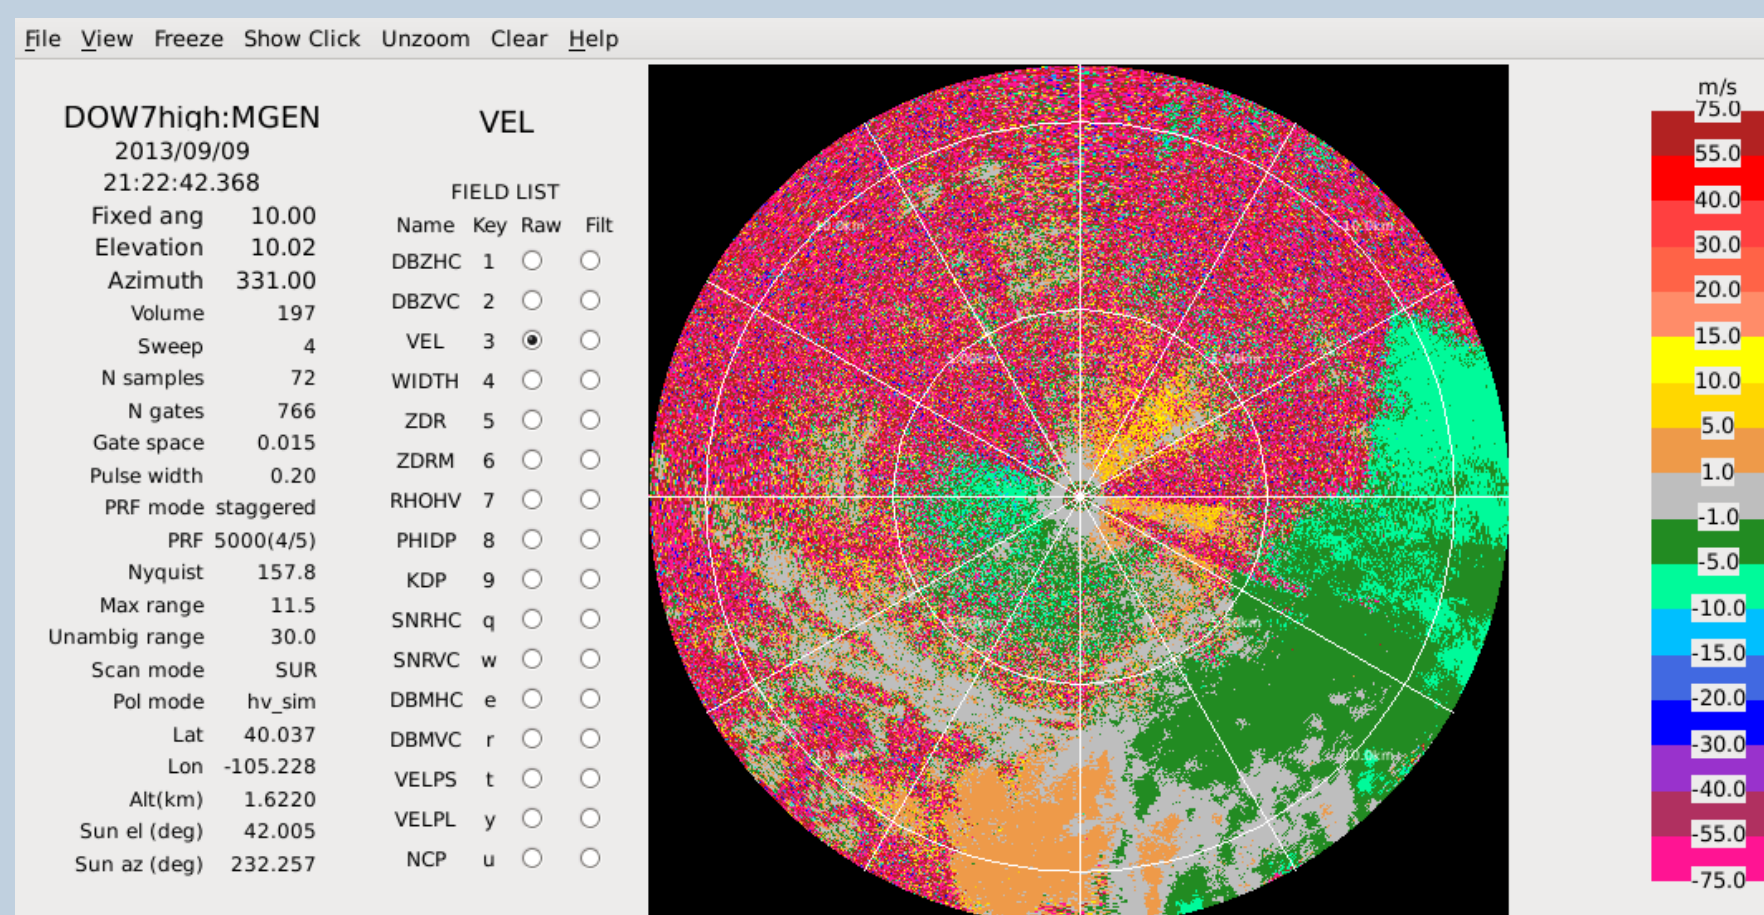 File View Freeze Show Click Unzoom Clear Help
DOW7high:MGEN
2013/09/09
21:22:42.368
Fixed ang 10.00
Elevation 10.02
Azimuth 331.00
Volume 197
Sweep 4
N samples 72
N gates 766
Gate space 0.015
Pulse width 0.20
PRF mode staggered
PRF 5000(4/5)
Nyquist 157.8
Max range 11.5
Unambig range 30.0
Scan mode SUR
Pol mode hv_sim
Lat 40.037
Lon -105.228
Alt(km) 1.6220
Sun el (deg) 42.005
Sun az (deg) 232.257
VEL
FIELD LIST
Name Key Raw Filt
DBZHC 1
DBZVC 2
VEL 3
WIDTH 4
ZDR 5
ZDRM 6
RHOHV 7
PHIDP 8
KDP 9
SNRHC q
SNRVC w
DBMHC e
DBMVC r
VELPS t
VELPL y
NCP u
10.0km 10.0km
10.0km 10.0km
m/s
75.0
55.0
40.0
30.0
20.0
15.0
10.0
5.0
1.0
-1.0
-5.0
-10.0
-15.0
-20.0
-30.0
-40.0
-55.0
-75.0